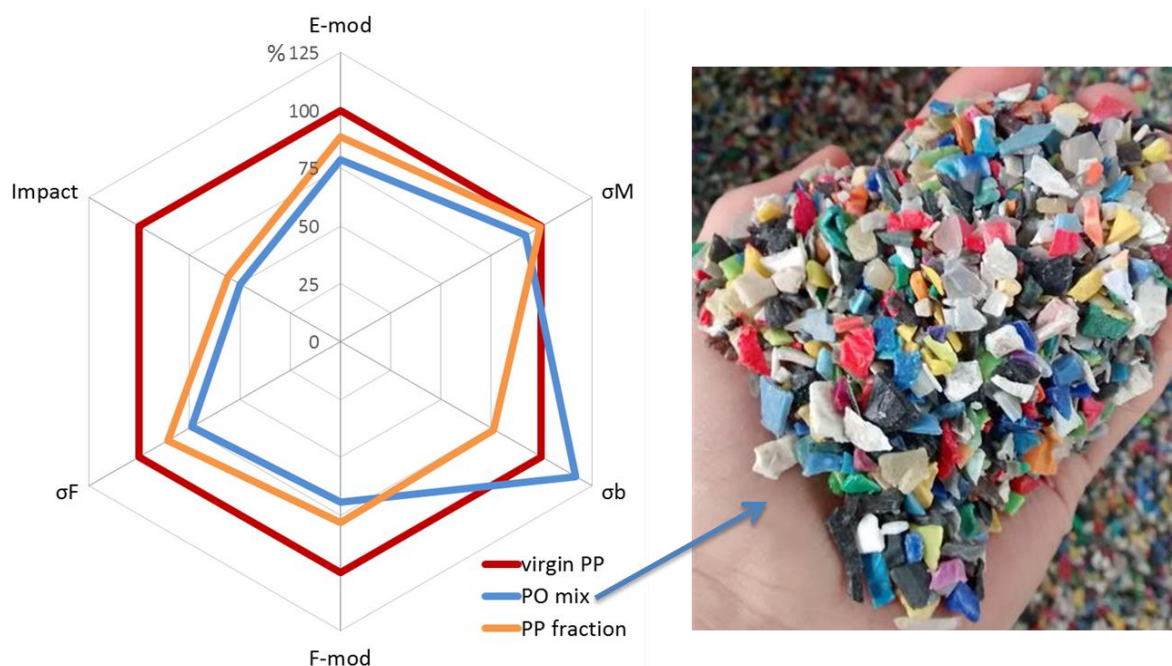 E-mod
% 125
100
75
50
25
0
Impact
σM
σF
σb
F-mod
virgin PP
PO mix
PP fraction